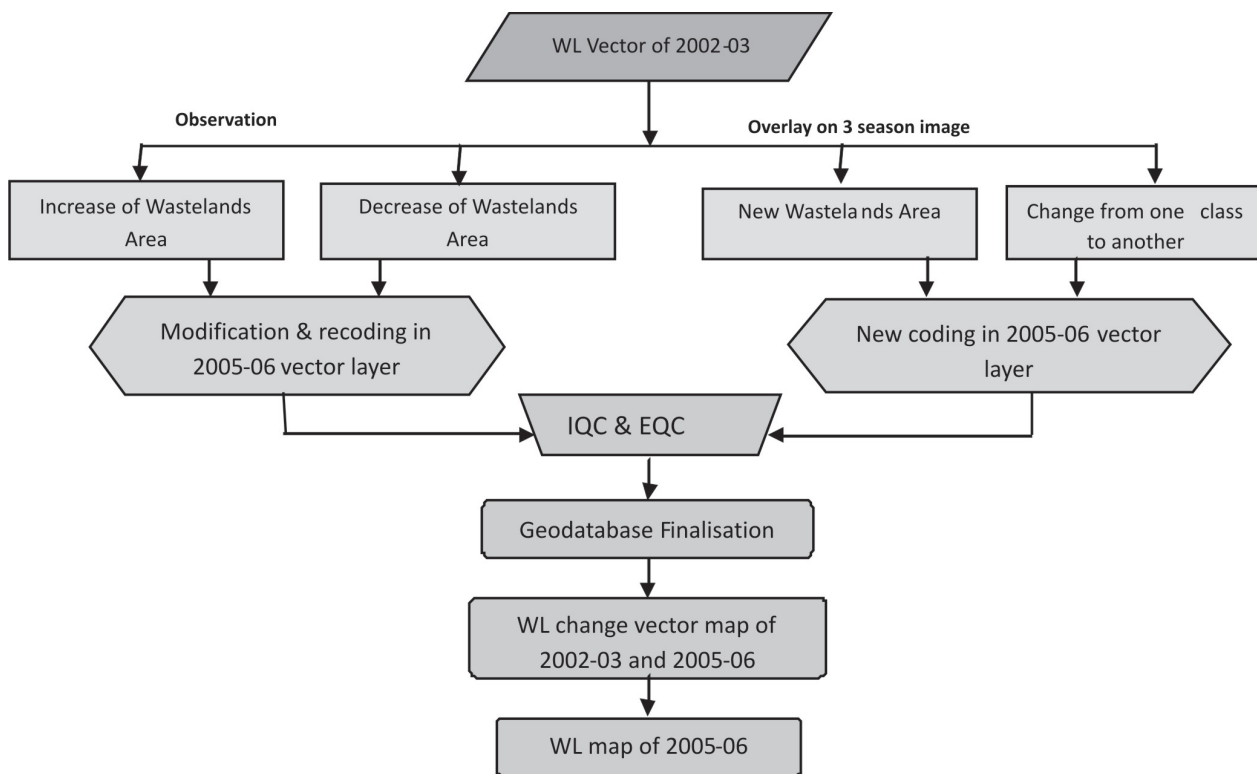 WL Vector of 2002-03
Observation
Overlay on 3 season image
Increase of Wastelands
Area
Decrease of Wastelands
Area
New Wastelands Area
Change from one class
to another
Modification & recoding in
2005-06 vector layer
New coding in 2005-06 vector
layer
IQC & EQC
Geodatabase Finalisation
WL change vector map of
2002-03 and 2005-06
WL map of 2005-06